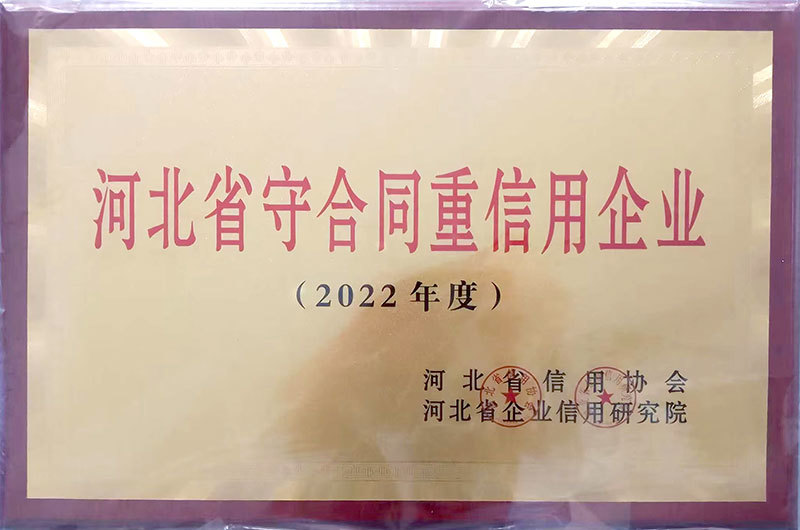 河北省守合同重信用企业
（2022年度）
河北省信用协会
河北省企业信用研究院